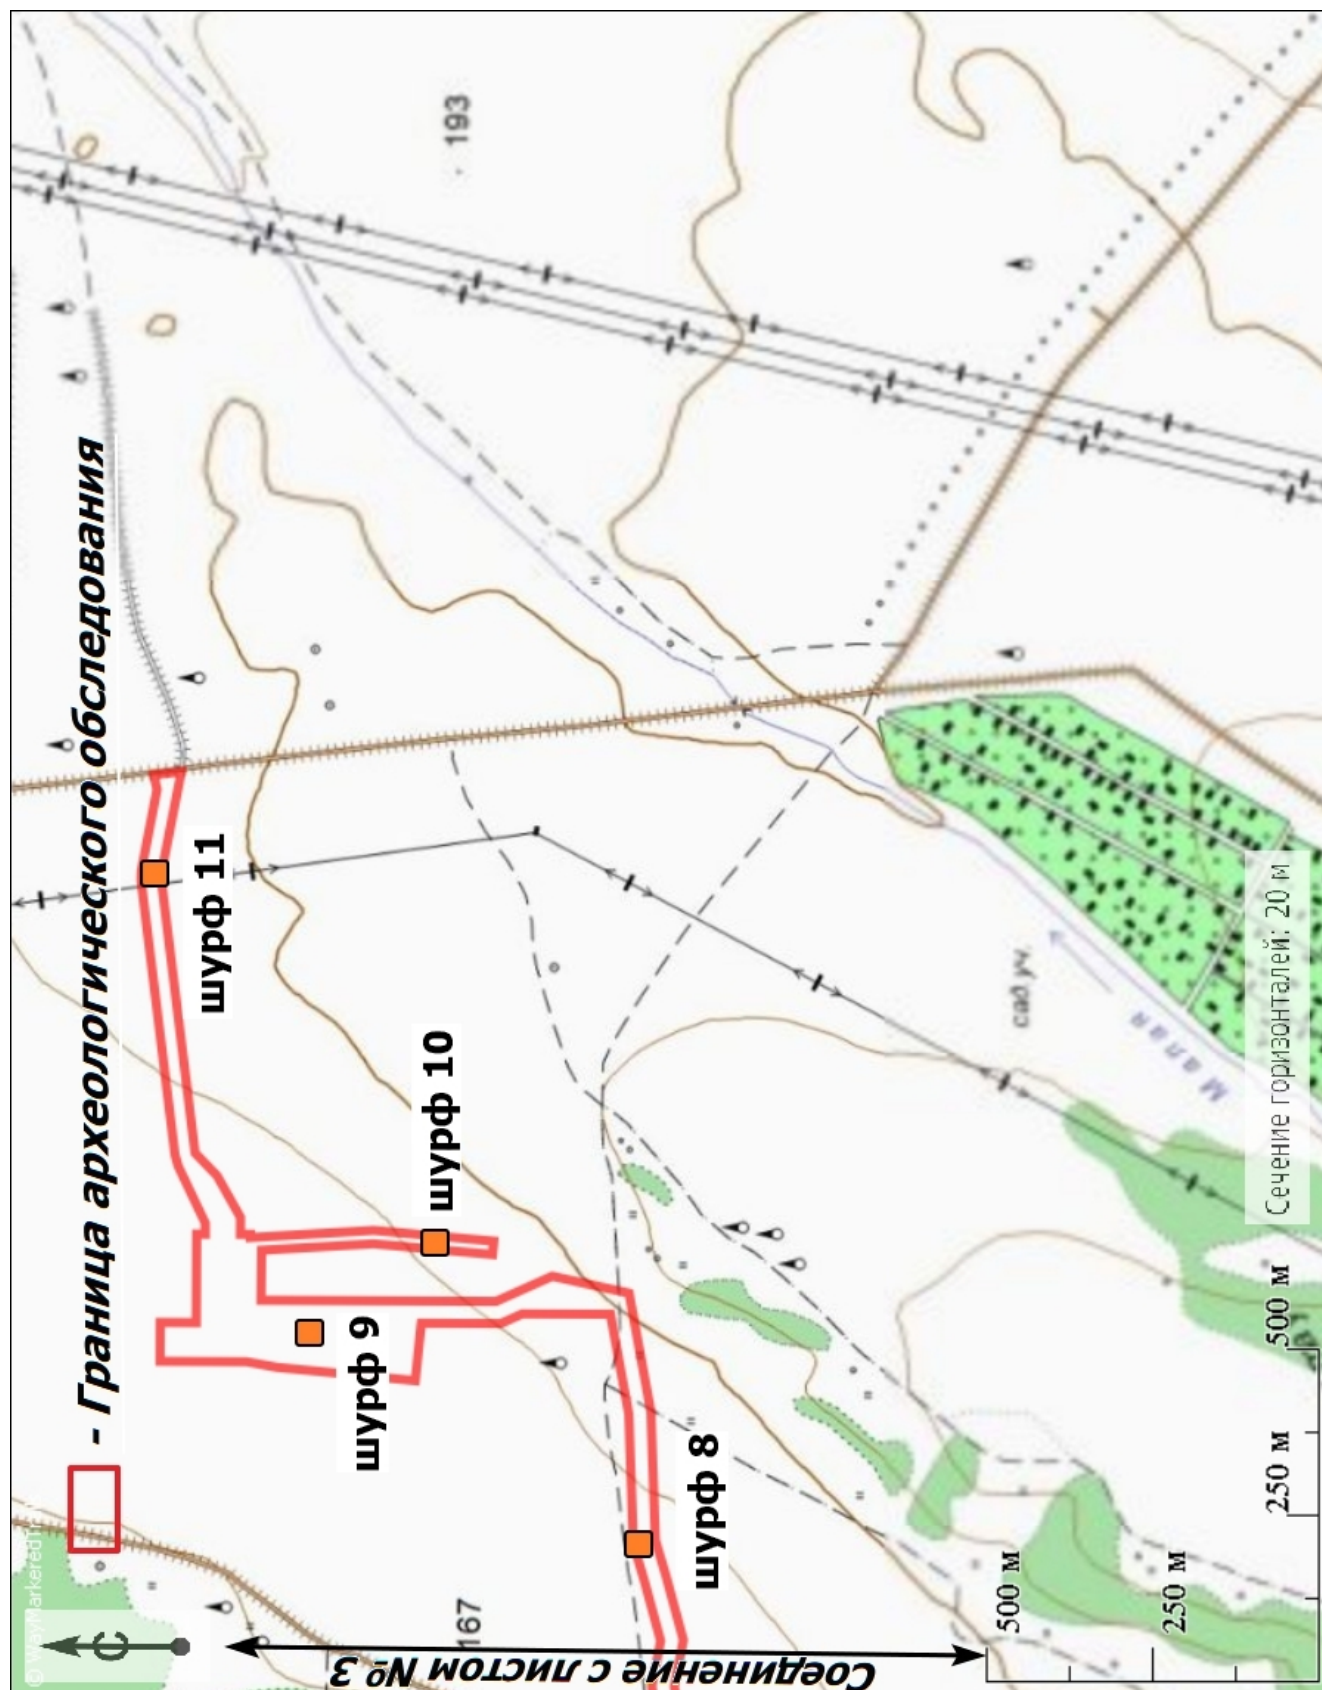 - Граница археологического обследования
193
шурф 11
шурф 10
шурф 9
шурф 8
сад.уч.
Малая
Сечение горизонталей: 20 м
500 м
250 м
500 м
250 м
167
С
Соединение с листом № 3